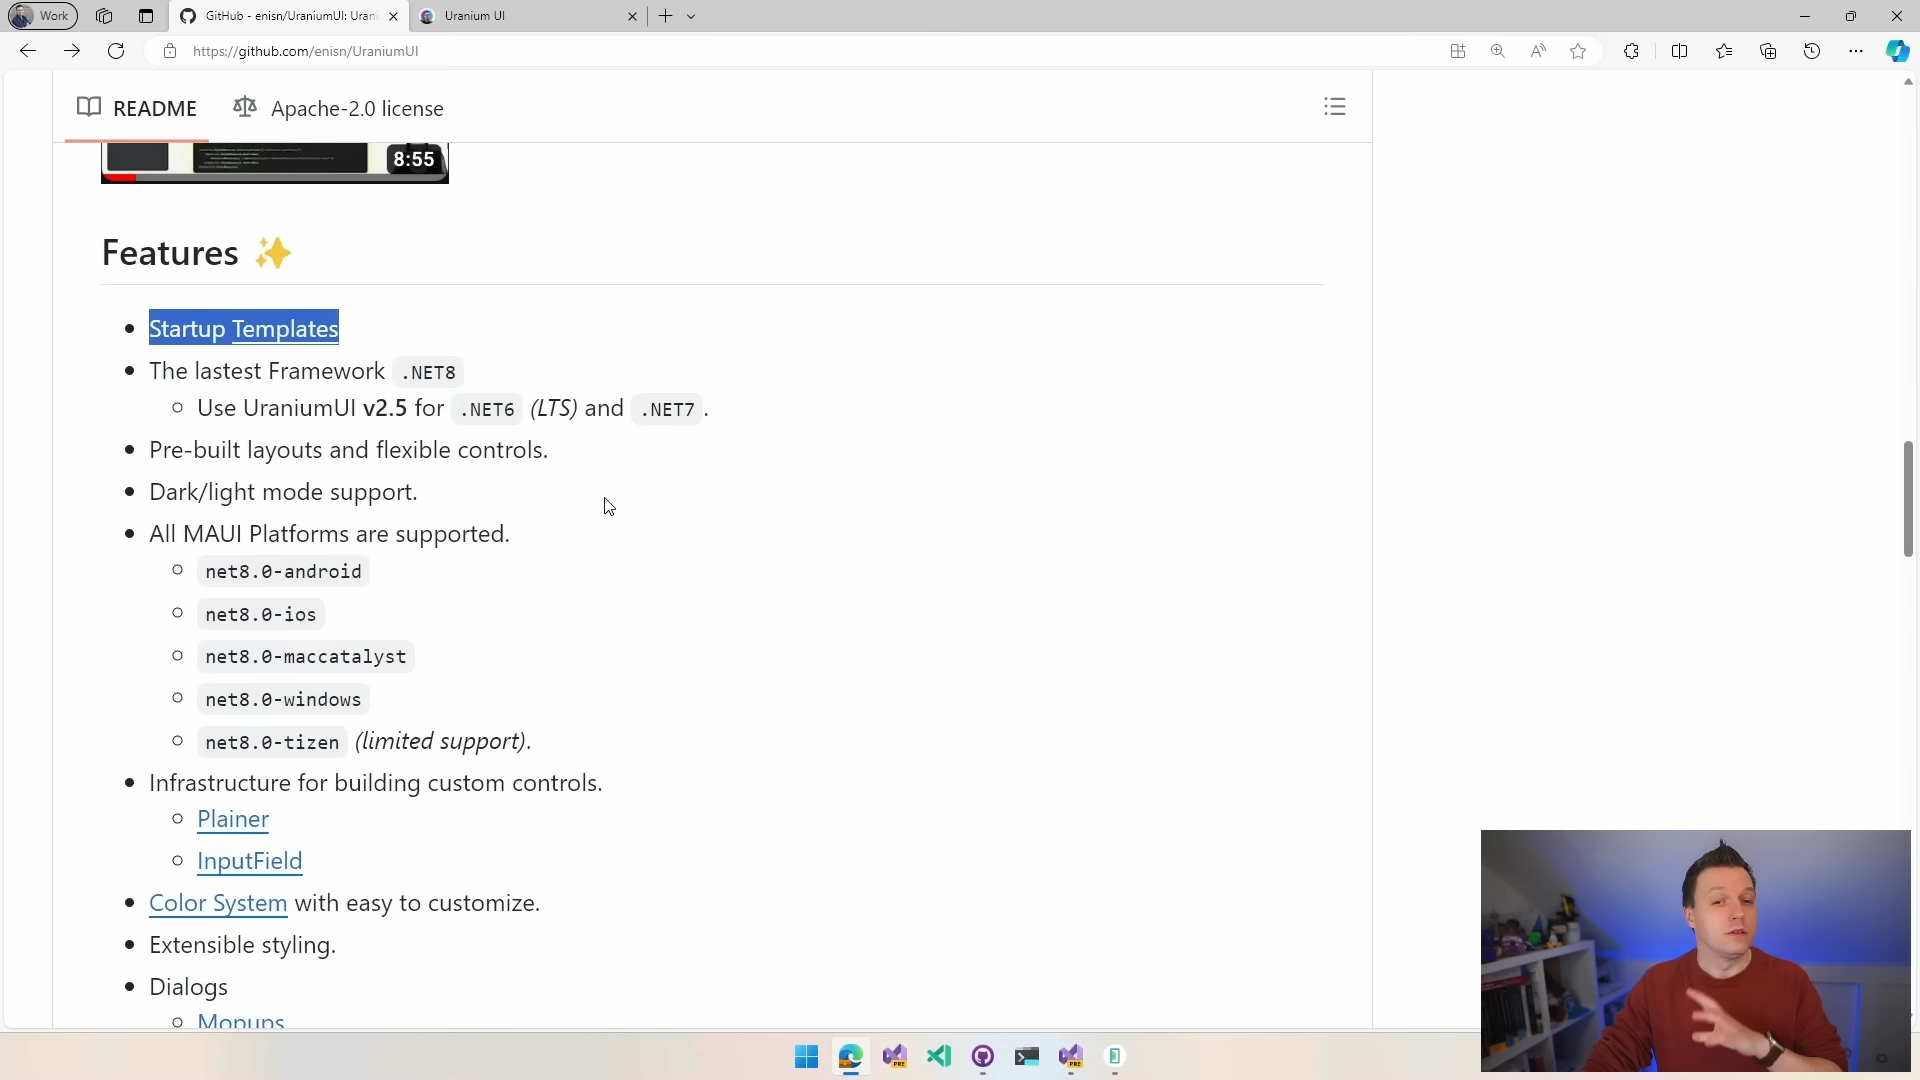 Work
GitHub - enisn/UraniumUI: Uran
Uranium UI
https://github.com/enisn/UraniumUI
README
Apache-2.0 license
8:55
Features ✨
Startup Templates
The lastest Framework .NET8
Use UraniumUI v2.5 for .NET6 (LTS) and .NET7.
Pre-built layouts and flexible controls.
Dark/light mode support.
All MAUI Platforms are supported.
net8.0-android
net8.0-ios
net8.0-maccatalyst
net8.0-windows
net8.0-tizen (limited support).
Infrastructure for building custom controls.
Plainer
InputField
Color System with easy to customize.
Extensible styling.
Dialogs
Mopups